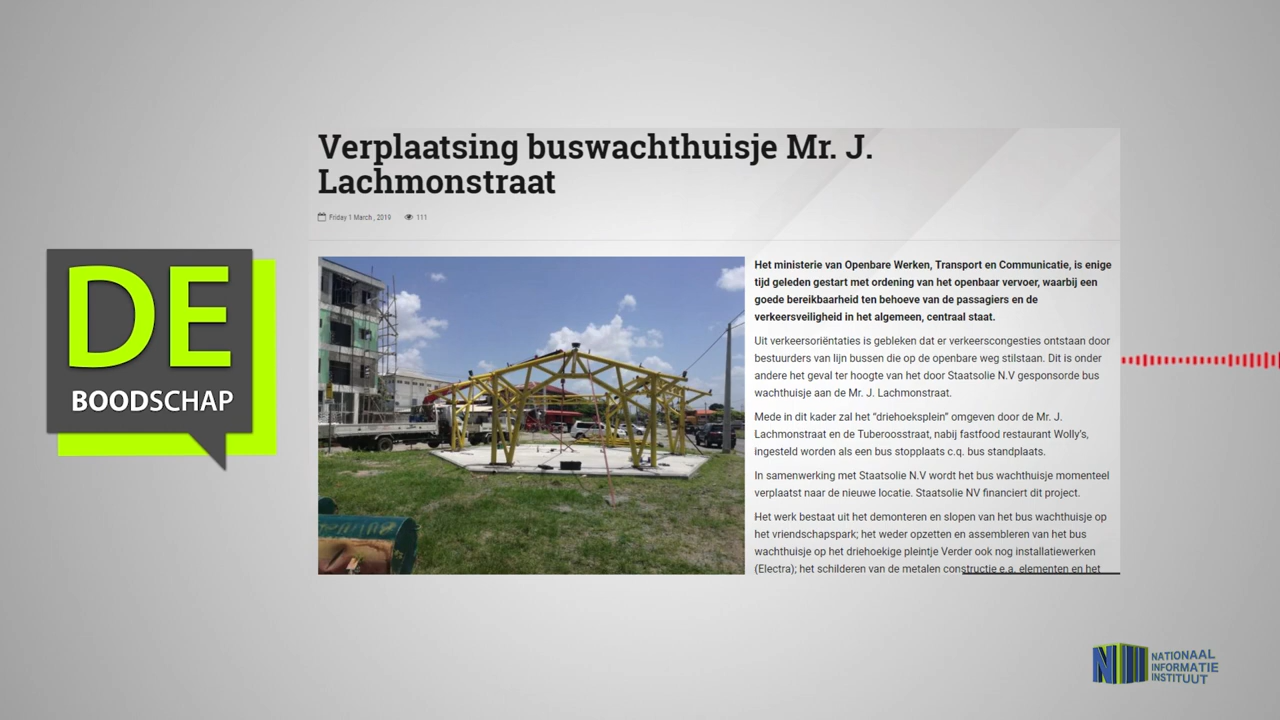 Verplaatsing buswachthuisje Mr. J.
Lachmonstraat
Friday 1 March , 2019 111
DE
BOODSCHAP
Het ministerie van Openbare Werken, Transport en Communicatie, is enige
tijd geleden gestart met ordening van het openbaar vervoer, waarbij een
goede bereikbaarheid ten behoeve van de passagiers en de
verkeersveiligheid in het algemeen, centraal staat.
Uit verkeersoriëntaties is gebleken dat er verkeerscongesties ontstaan door
bestuurders van lijn bussen die op de openbare weg stilstaan. Dit is onder
andere het geval ter hoogte van het door Staatsolie N.V gesponsorde bus
wachthuisje aan de Mr. J. Lachmonstraat.
Mede in dit kader zal het “driehoeksplein” omgeven door de Mr. J.
Lachmonstraat en de Tuberoosstraat, nabij fastfood restaurant Wolly’s,
ingesteld worden als een bus stopplaats c.q. bus standplaats.
In samenwerking met Staatsolie N.V wordt het bus wachthuisje momenteel
verplaatst naar de nieuwe locatie. Staatsolie NV financiert dit project.
Het werk bestaat uit het demonteren en slopen van het bus wachthuisje op
het vriendschapspark; het weder opzetten en assembleren van het bus
wachthuisje op het driehoekige pleintje Verder ook nog installatiewerken
(Electra); het schilderen van de metalen constructie e.a. elementen en het
NII NATIONAAL
INFORMATIE
INSTITUUT